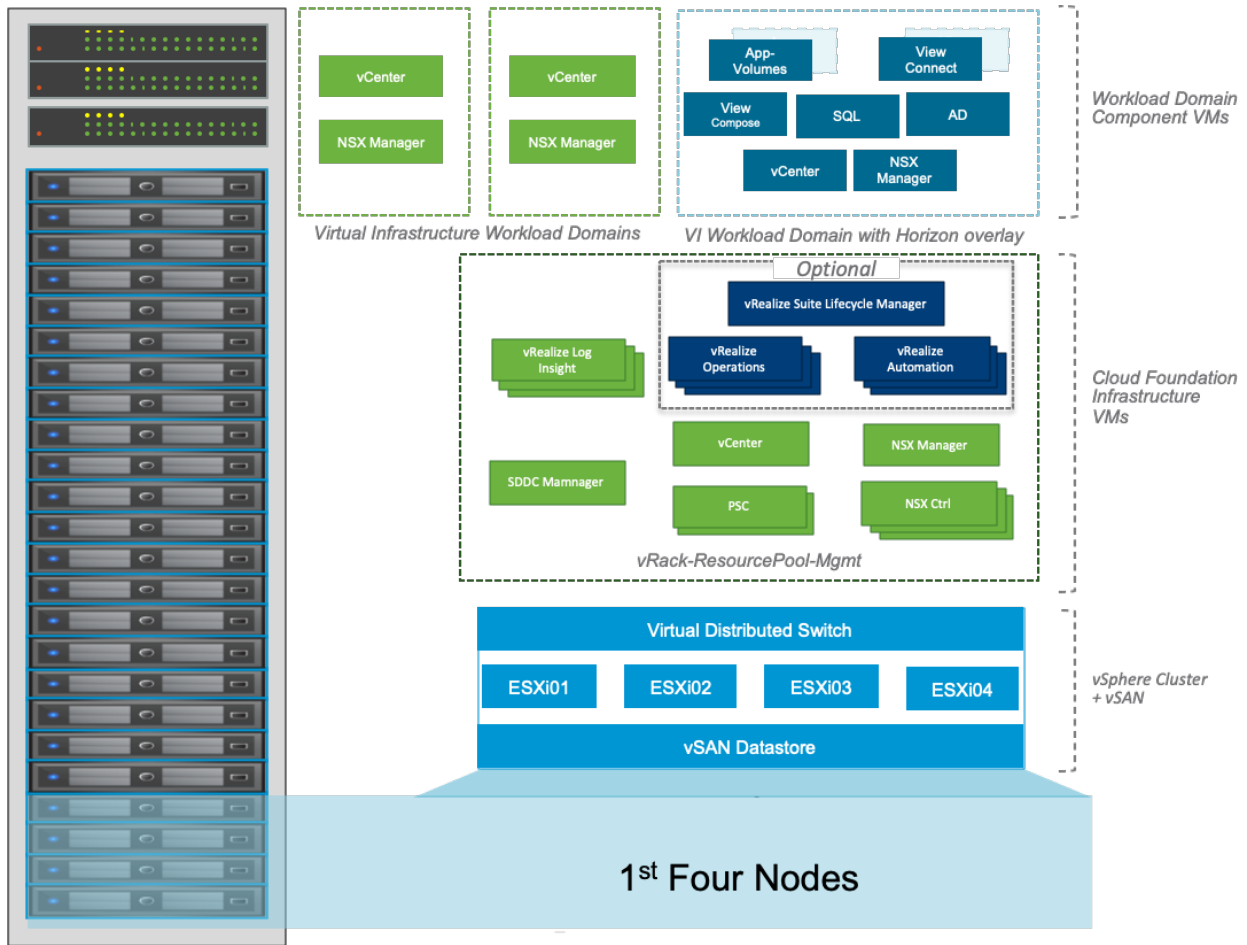 vCenter
NSX Manager
vCenter
NSX Manager
App-
Volumes
View
Connect
View
Compose
SQL
AD
vCenter
NSX
Manager
Workload Domain
Component VMs
Virtual Infrastructure Workload Domains
VI Workload Domain with Horizon overlay
Optional
vRealize Suite Lifecycle Manager
vRealize Log
Insight
vRealize
Operations
vRealize
Automation
Cloud Foundation
Infrastructure
VMs
vCenter
NSX Manager
SDDC Mamnager
PSC
NSX Ctrl
vRack-ResourcePool-Mgmt
Virtual Distributed Switch
ESXi01
ESXi02
ESXi03
ESXi04
vSphere Cluster
+ vSAN
vSAN Datastore
1st Four Nodes